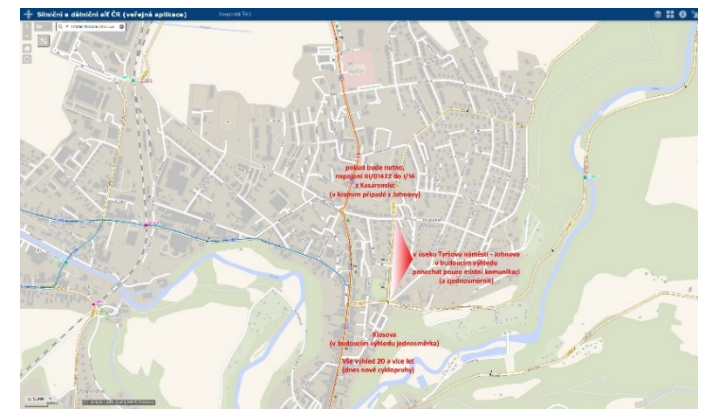 Silniční a dálniční síť ČR (veřejná aplikace)
pokud bude nutno,
napojení III/01422 do I/14
z Kasárenské
(v krajním případě z Johnovy)
v úseku Tyršovo náměstí - Johnova
v budoucím výhledu
ponechat pouze místní komunikaci
(a zjednosměrnit)
Klosova
(v budoucím výhledu jednosměrka)
Vše výhled 20 a více let
(dnes nové cyklopruhy)